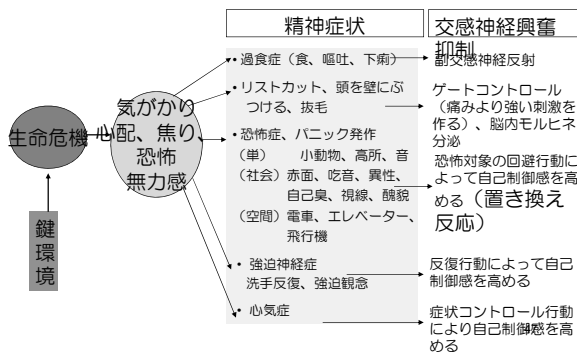 精神症状
交感神経興奮
抑制
• 過食症（食、嘔吐、下痢）
副交感神経反射
• リストカット、頭を壁にぶ
つける、抜毛
ゲートコントロール
（痛みより強い刺激を
作る）、脳内モルヒネ
分泌
気がかり
心配、焦り、
恐怖
無力感
生命危機
鍵
環
境
• 恐怖症、パニック発作
（単） 小動物、高所、音
（社会）赤面、吃音、異性、
自己臭、視線、醜貌
（空間）電車、エレベーター、
飛行機
恐怖対象の回避行動に
よって自己制御感を高
める（置き換え
反応）
• 強迫神経症
洗手反復、強迫観念
反復行動によって自己
制御感を高める
• 心気症
症状コントロール行動
により自己制御感を高
める